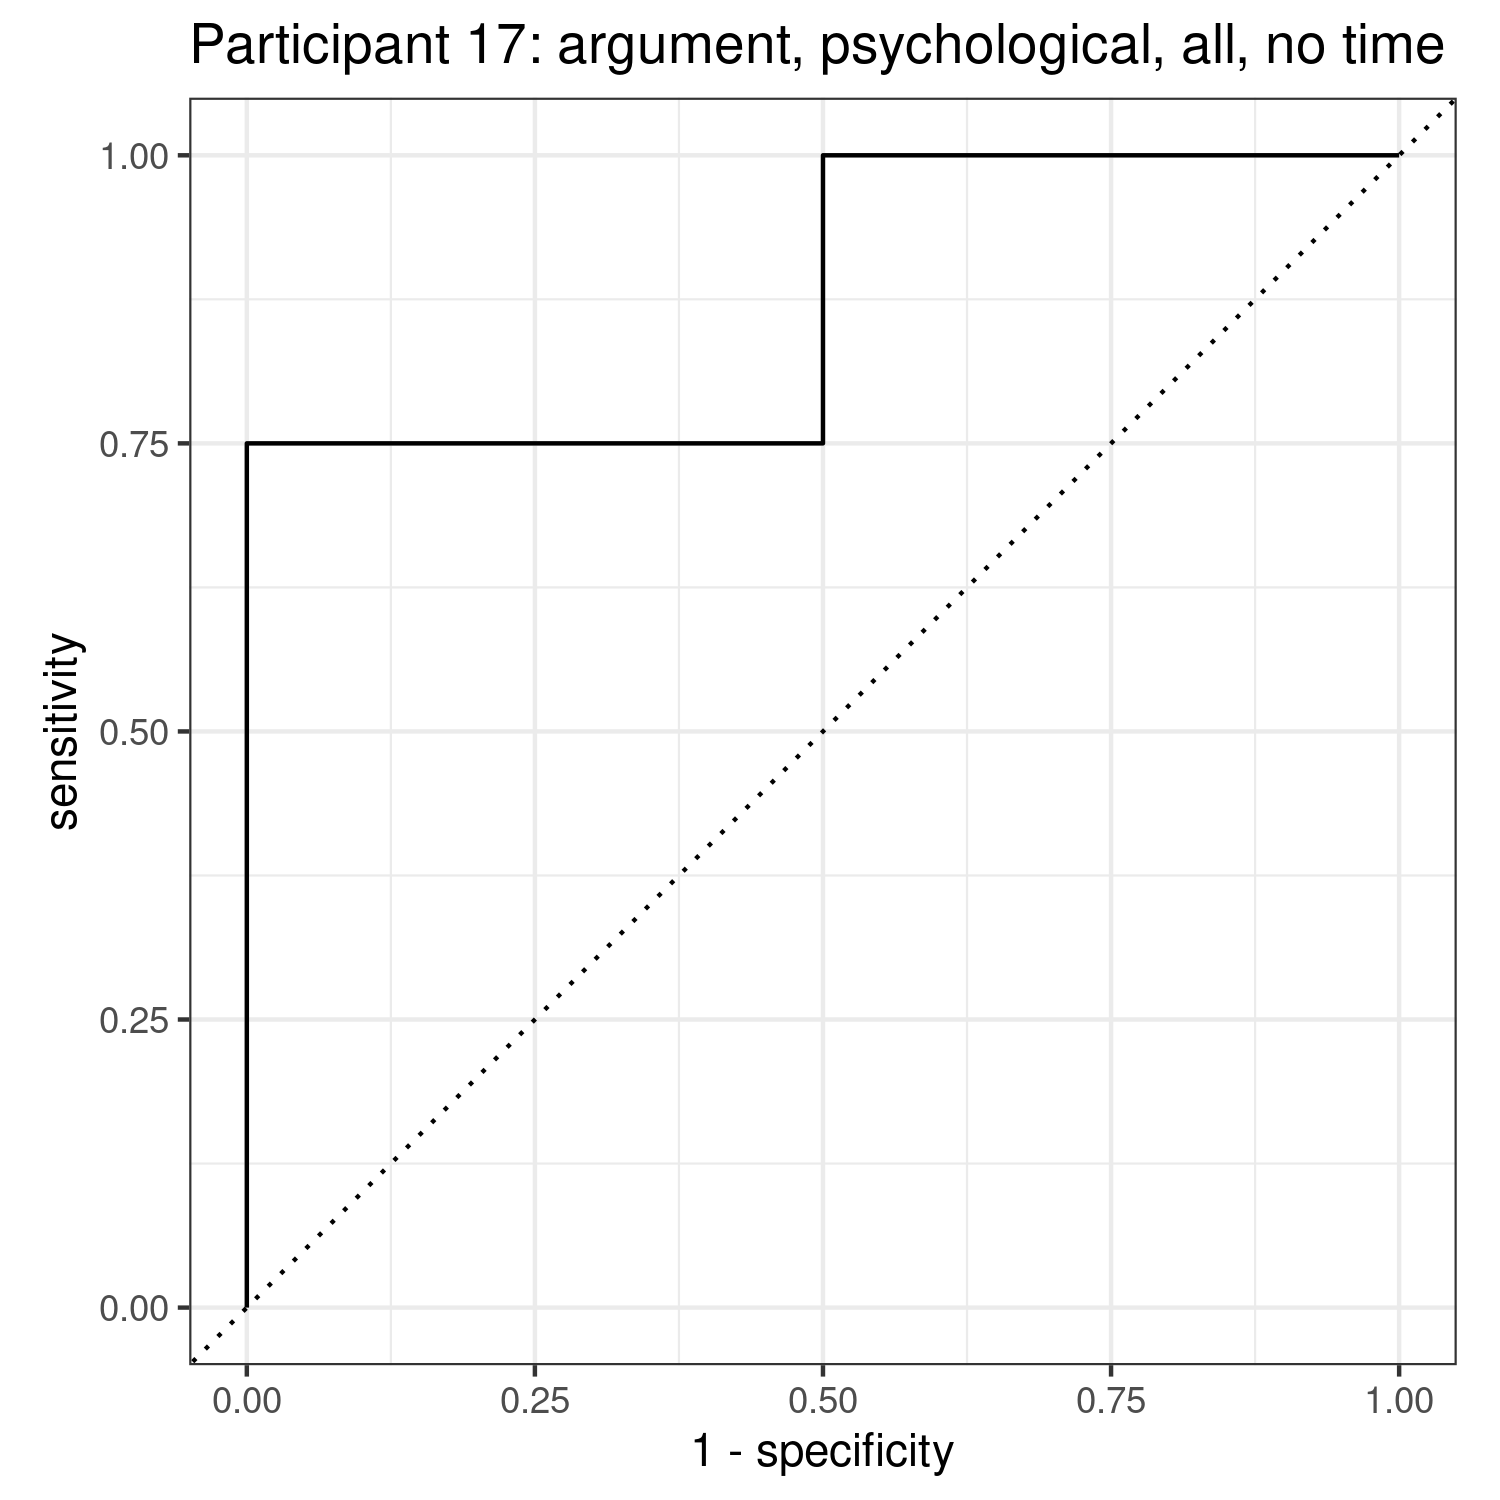 Participant 17: argument, psychological, all, no time
1.00
0.75
0.50
0.25
0.00
sensitivity
0.00 0.25 0.50 0.75 1.00
1 - specificity